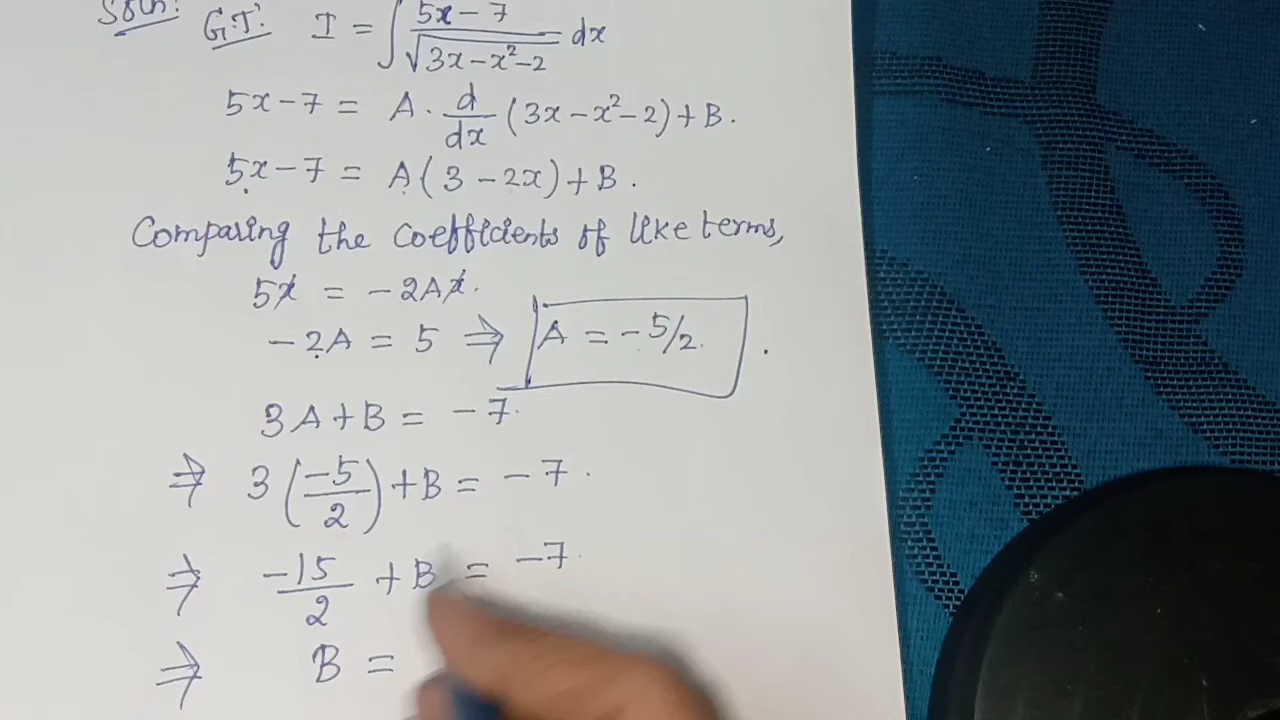 Soln:
G.T. I = ∫ (5x - 7)/√(3x - x² - 2) dx
5x - 7 = A · d/dx (3x - x² - 2) + B.
5x - 7 = A(3 - 2x) + B.
Comparing the coefficients of like terms,
5x = -2Ax.
-2A = 5 ⇒ A = -5/2.
3A + B = -7.
⇒ 3(-5/2) + B = -7.
⇒ -15/2 + B = -7.
⇒ B =